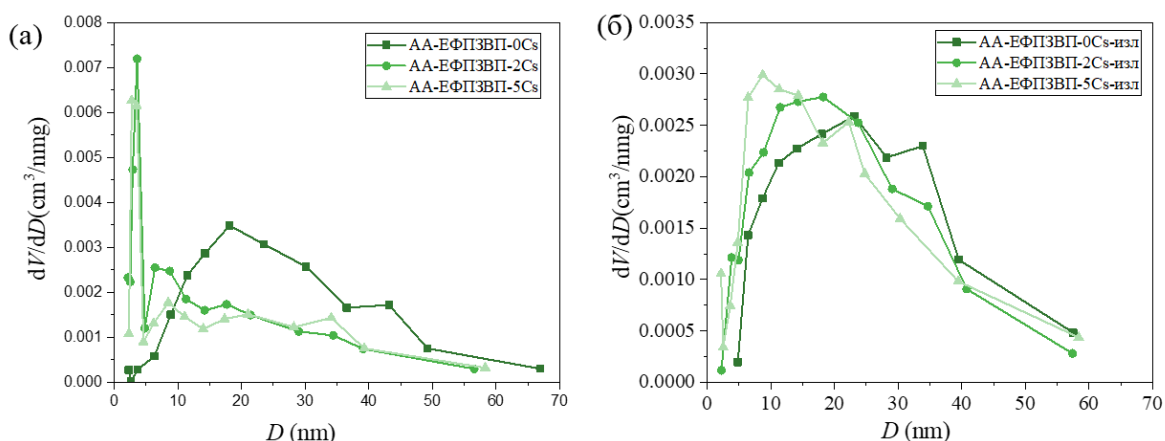 (а)
0.008
0.007
0.006
0.005
0.004
0.003
0.002
0.001
0.000
dV/dD(cm³/nmg)
АА-ЕФПЗВП-0Cs
АА-ЕФПЗВП-2Cs
АА-ЕФПЗВП-5Cs
0 10 20 30 40 50 60 70
D (nm)
(б)
0.0035
0.0030
0.0025
0.0020
0.0015
0.0010
0.0005
0.0000
dV/dD(cm³/nmg)
АА-ЕФПЗВП-0Cs-изл
АА-ЕФПЗВП-2Cs-изл
АА-ЕФПЗВП-5Cs-изл
0 10 20 30 40 50 60 70
D (nm)